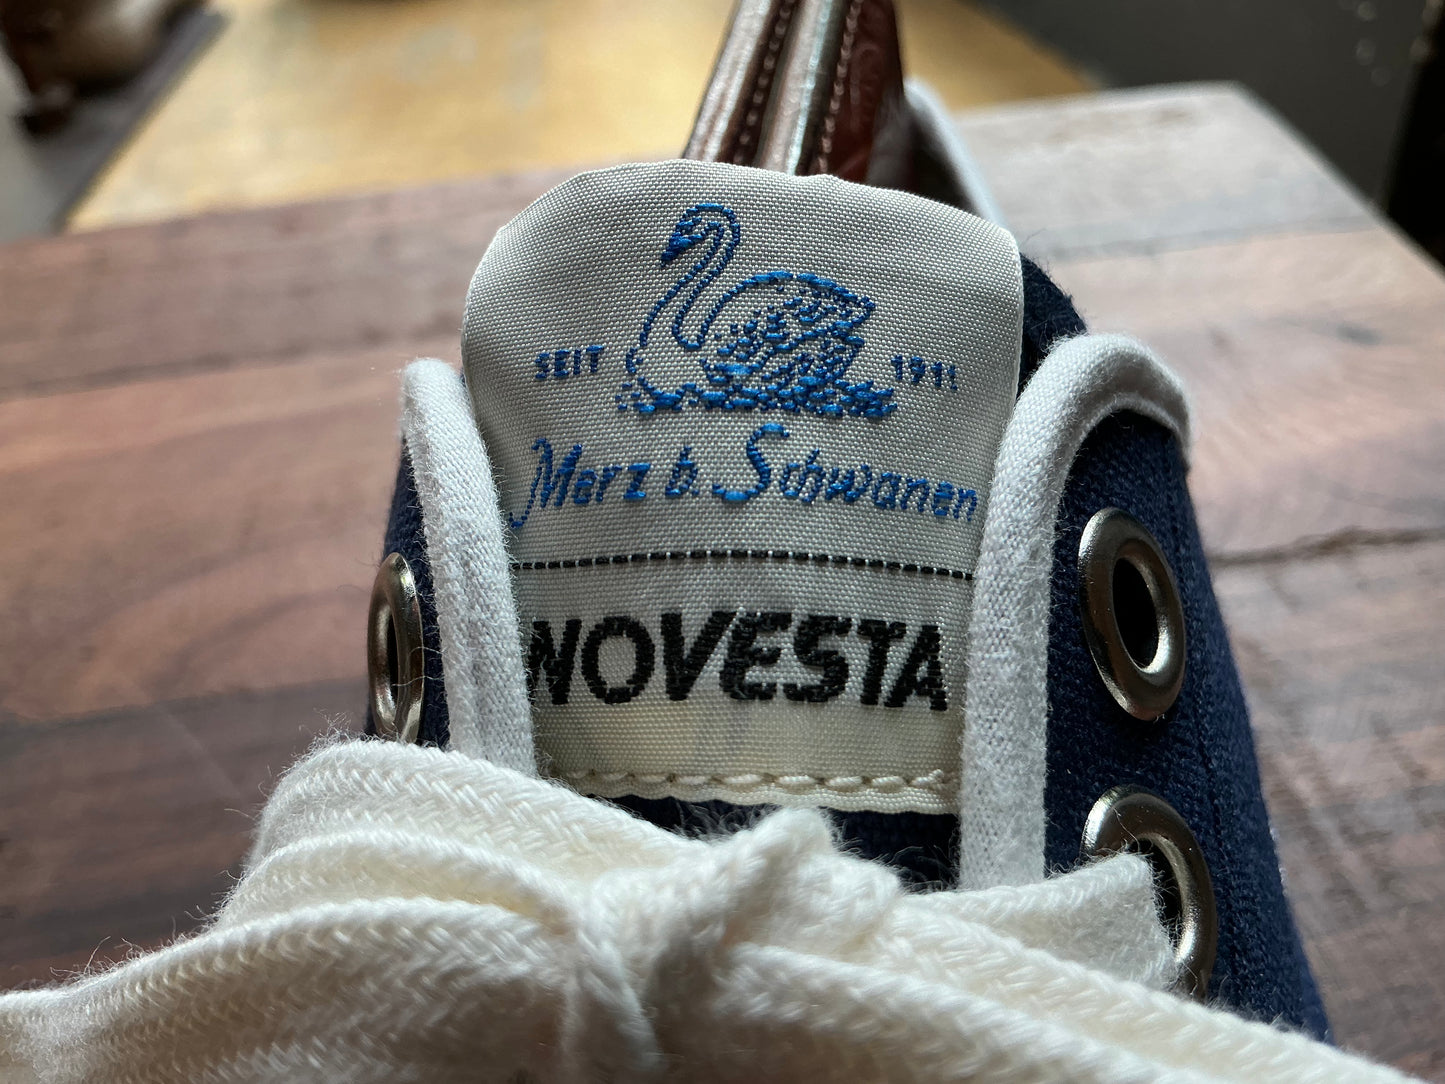 SEIT 1911
Merz b. Schwanen
NOVESTA